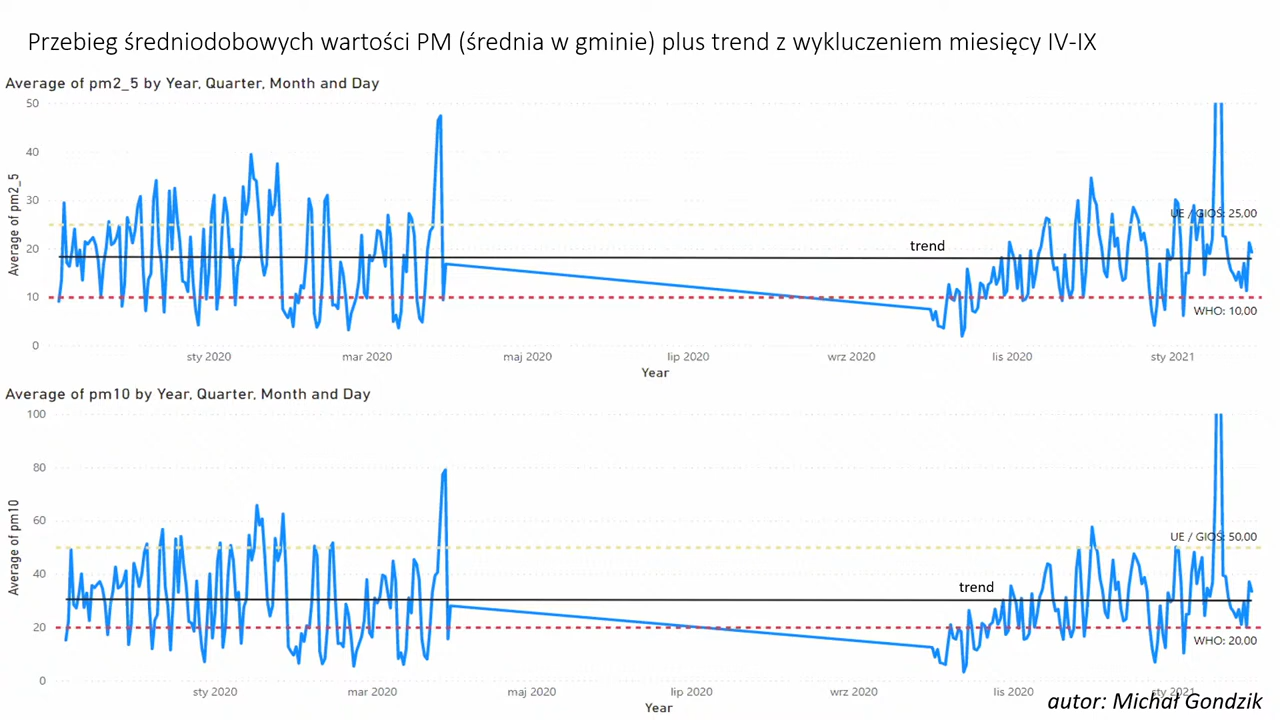 Przebieg średniodobowych wartości PM (średnia w gminie) plus trend z wykluczeniem miesięcy IV-IX
Average of pm2_5 by Year, Quarter, Month and Day
50
40
30
20
10
0
Average of pm2_5
UE / GIOŚ: 25.00
trend
WHO: 10.00
sty 2020
mar 2020
maj 2020
lip 2020
wrz 2020
lis 2020
sty 2021
Year
Average of pm10 by Year, Quarter, Month and Day
100
80
60
40
20
0
Average of pm10
UE / GIOŚ: 50.00
trend
WHO: 20.00
sty 2020
mar 2020
maj 2020
lip 2020
wrz 2020
lis 2020
sty 2021
Year
autor: Michał Gondzik